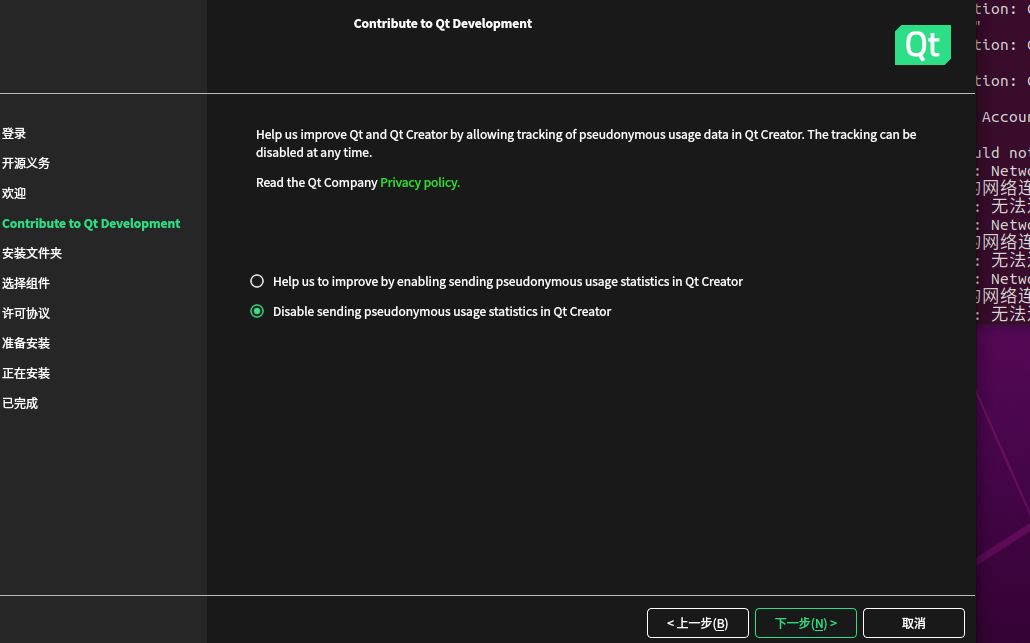 Contribute to Qt Development
Qt
登录
开源义务
欢迎
Contribute to Qt Development
安装文件夹
选择组件
许可协议
准备安装
正在安装
已完成
Help us improve Qt and Qt Creator by allowing tracking of pseudonymous usage data in Qt Creator. The tracking can be
disabled at any time.
Read the Qt Company Privacy policy.
Help us to improve by enabling sending pseudonymous usage statistics in Qt Creator
Disable sending pseudonymous usage statistics in Qt Creator
< 上一步(B)
下一步(N) >
取消
tion:
tion:
tion:
Accou
uld no
: Netw
网络连
: 无法
: Netw
网络连
: 无法
: Netw
网络连
: 无法